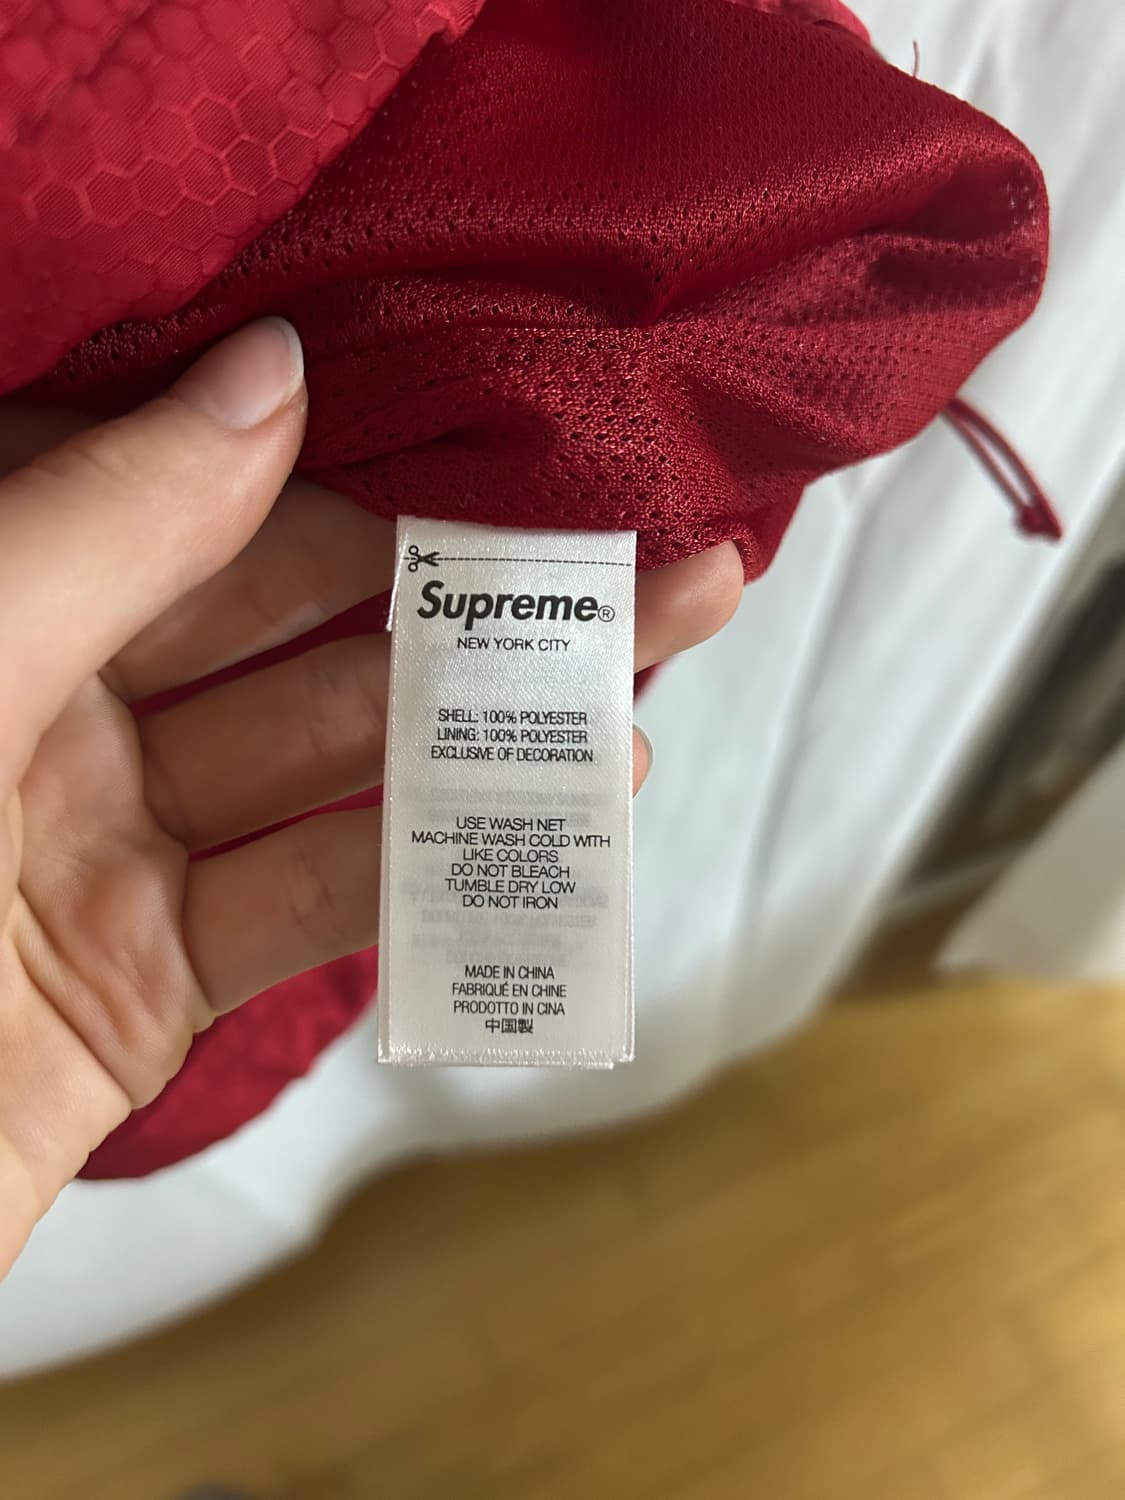 Supreme®
NEW YORK CITY
SHELL: 100% POLYESTER
LINING: 100% POLYESTER
EXCLUSIVE OF DECORATION
USE WASH NET
MACHINE WASH COLD WITH
LIKE COLORS
DO NOT BLEACH
TUMBLE DRY LOW
DO NOT IRON
MADE IN CHINA
FABRIQUÉ EN CHINE
PRODOTTO IN CINA
中国製